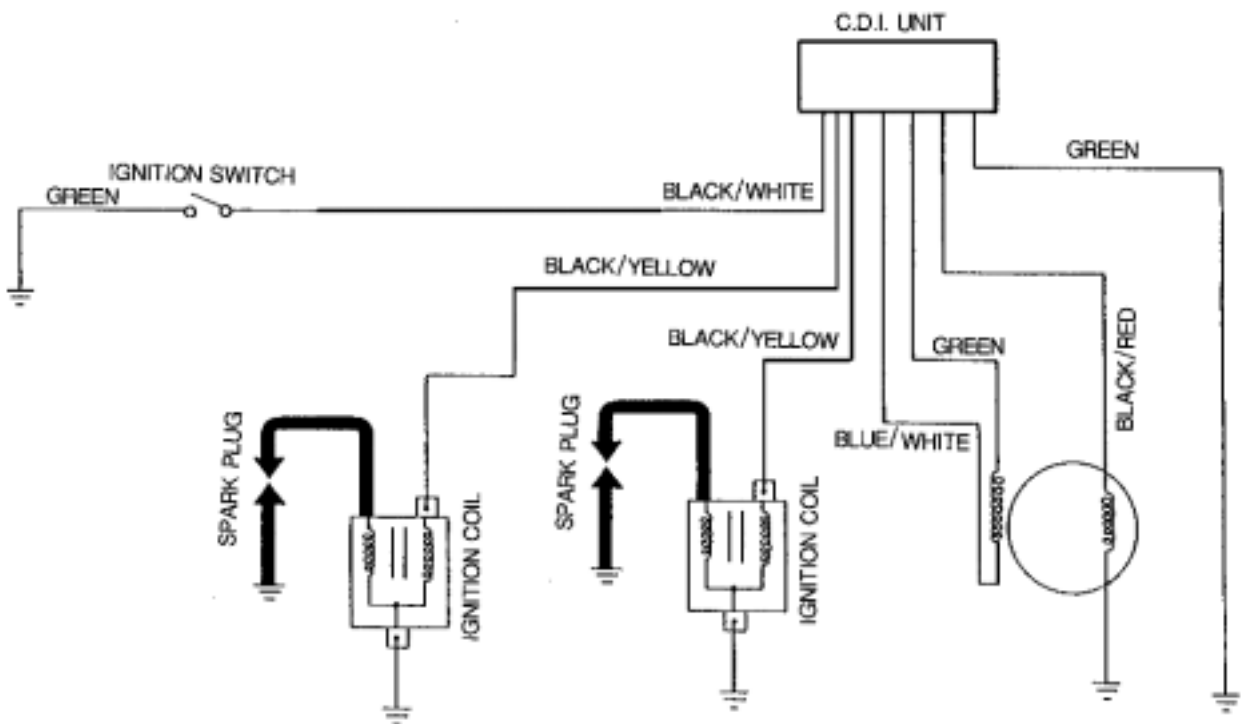 C.D.I. UNIT
IGNITION SWITCH
GREEN
GREEN
BLACK/WHITE
BLACK/YELLOW
BLACK/YELLOW
GREEN
BLACK/RED
BLUE/WHITE
SPARK PLUG
IGNITION COIL
SPARK PLUG
IGNITION COIL